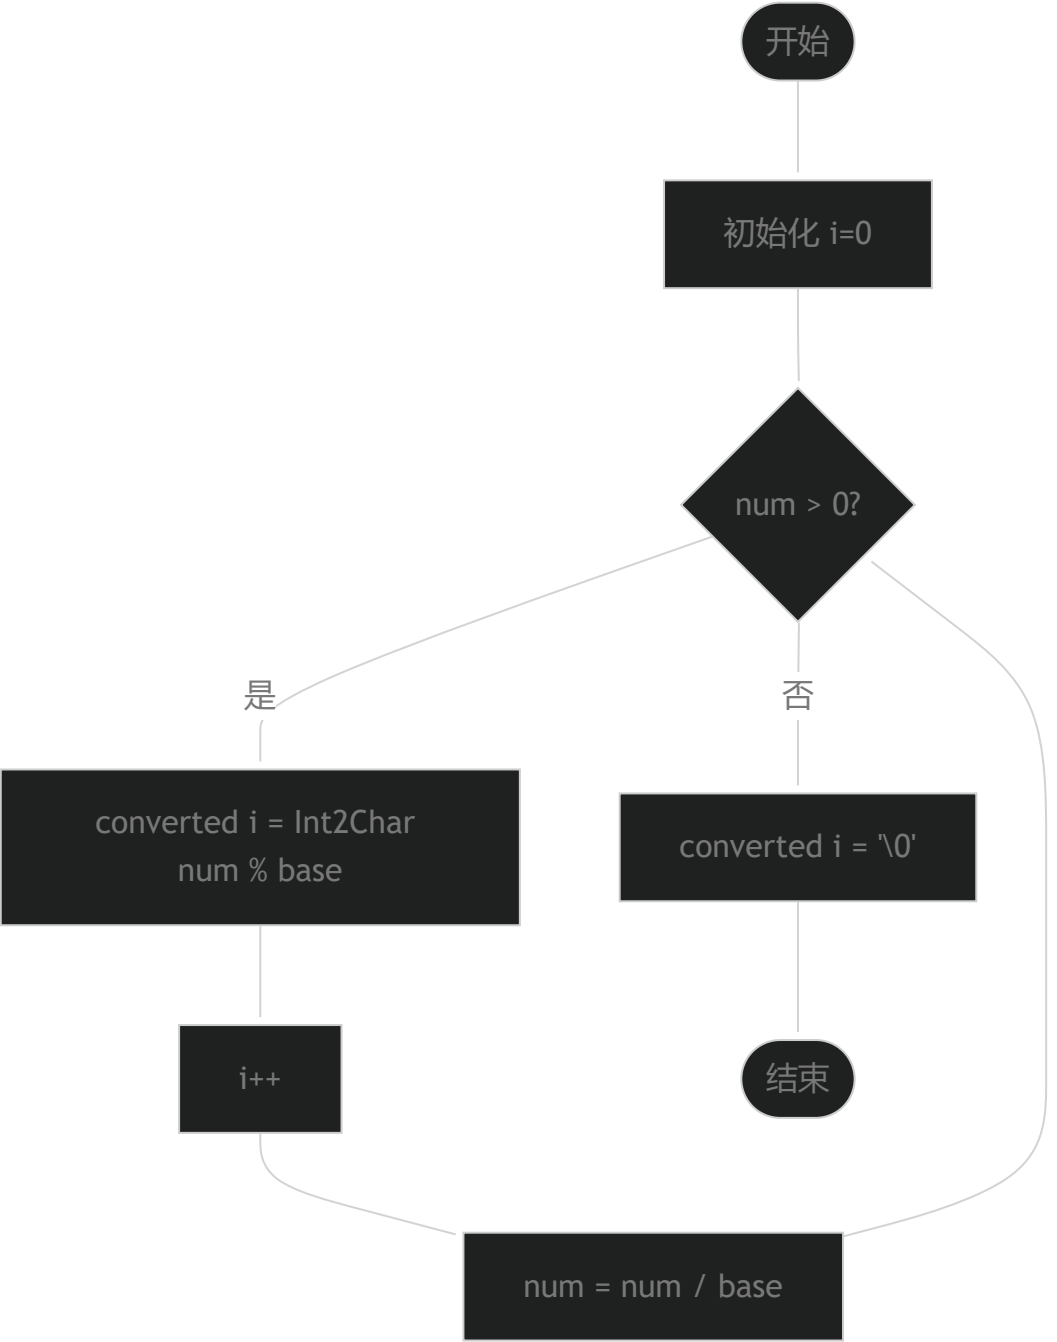 开始
初始化 i=0
num > 0?
是
否
converted i = Int2Char
num % base
converted i = '\0'
i++
结束
num = num / base